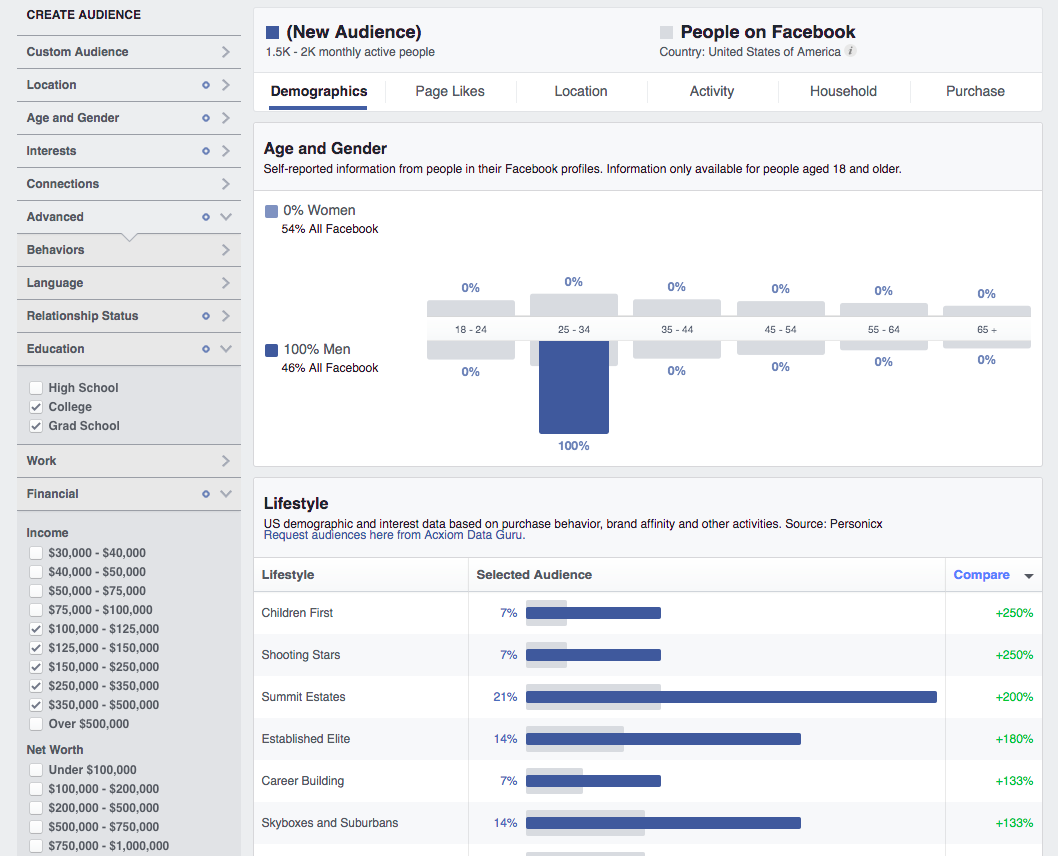 CREATE AUDIENCE
Custom Audience
Location
Age and Gender
Interests
Connections
Advanced
Behaviors
Language
Relationship Status
Education
High School
College
Grad School
Work
Financial
Income
$30,000 - $40,000
$40,000 - $50,000
$50,000 - $75,000
$75,000 - $100,000
$100,000 - $125,000
$125,000 - $150,000
$150,000 - $250,000
$250,000 - $350,000
$350,000 - $500,000
Over $500,000
Net Worth
Under $100,000
$100,000 - $200,000
$200,000 - $500,000
$500,000 - $750,000
$750,000 - $1,000,000
(New Audience)
1.5K - 2K monthly active people
People on Facebook
Country: United States of America i
Demographics Page Likes Location Activity Household Purchase
Age and Gender
Self-reported information from people in their Facebook profiles. Information only available for people aged 18 and older.
0% Women
54% All Facebook
0% 0% 0% 0% 0% 0%
18 - 24 25 - 34 35 - 44 45 - 54 55 - 64 65 +
100% Men
46% All Facebook
0% 100% 0% 0% 0% 0%
Lifestyle
US demographic and interest data based on purchase behavior, brand affinity and other activities. Source: Personicx
Request audiences here from Acxiom Data Guru.
Lifestyle Selected Audience Compare
Children First 7% +250%
Shooting Stars 7% +250%
Summit Estates 21% +200%
Established Elite 14% +180%
Career Building 7% +133%
Skyboxes and Suburbans 14% +133%